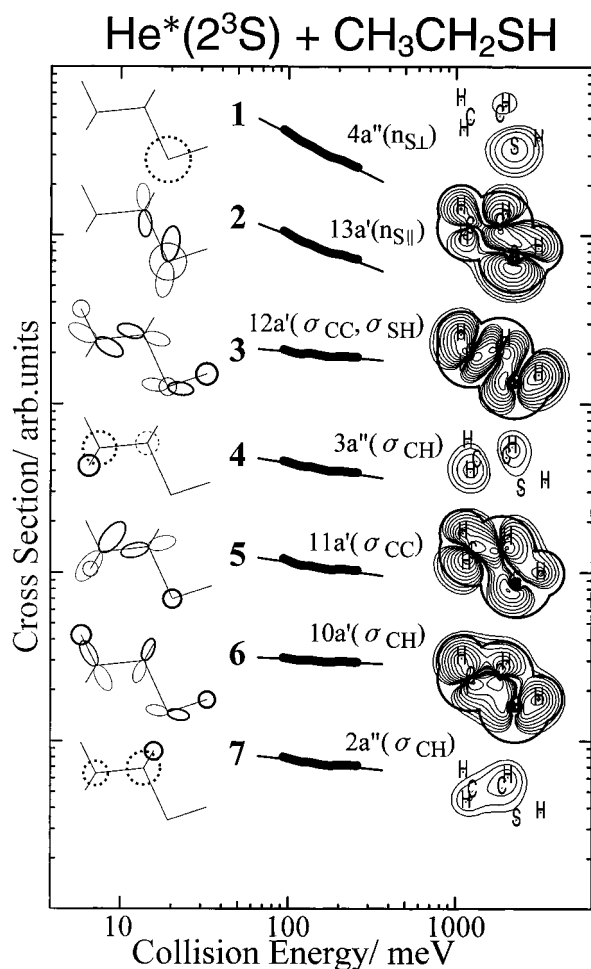 He*(2³S) + CH₃CH₂SH
1
4a"(n_S⊥)
2
13a'(n_S∥)
12a'(σ_CC, σ_SH)
3
3a"(σ_CH)
4
11a'(σ_CC)
5
10a'(σ_CH)
6
2a"(σ_CH)
7
H H
C C
H H
S
H H
C
H H
S
H H
H
S
H
C C
H H
S
H H
C
H H
S
H H
C
H
S
H H
C C
H H
S
Cross Section/ arb.units
10 100 1000
Collision Energy/ meV